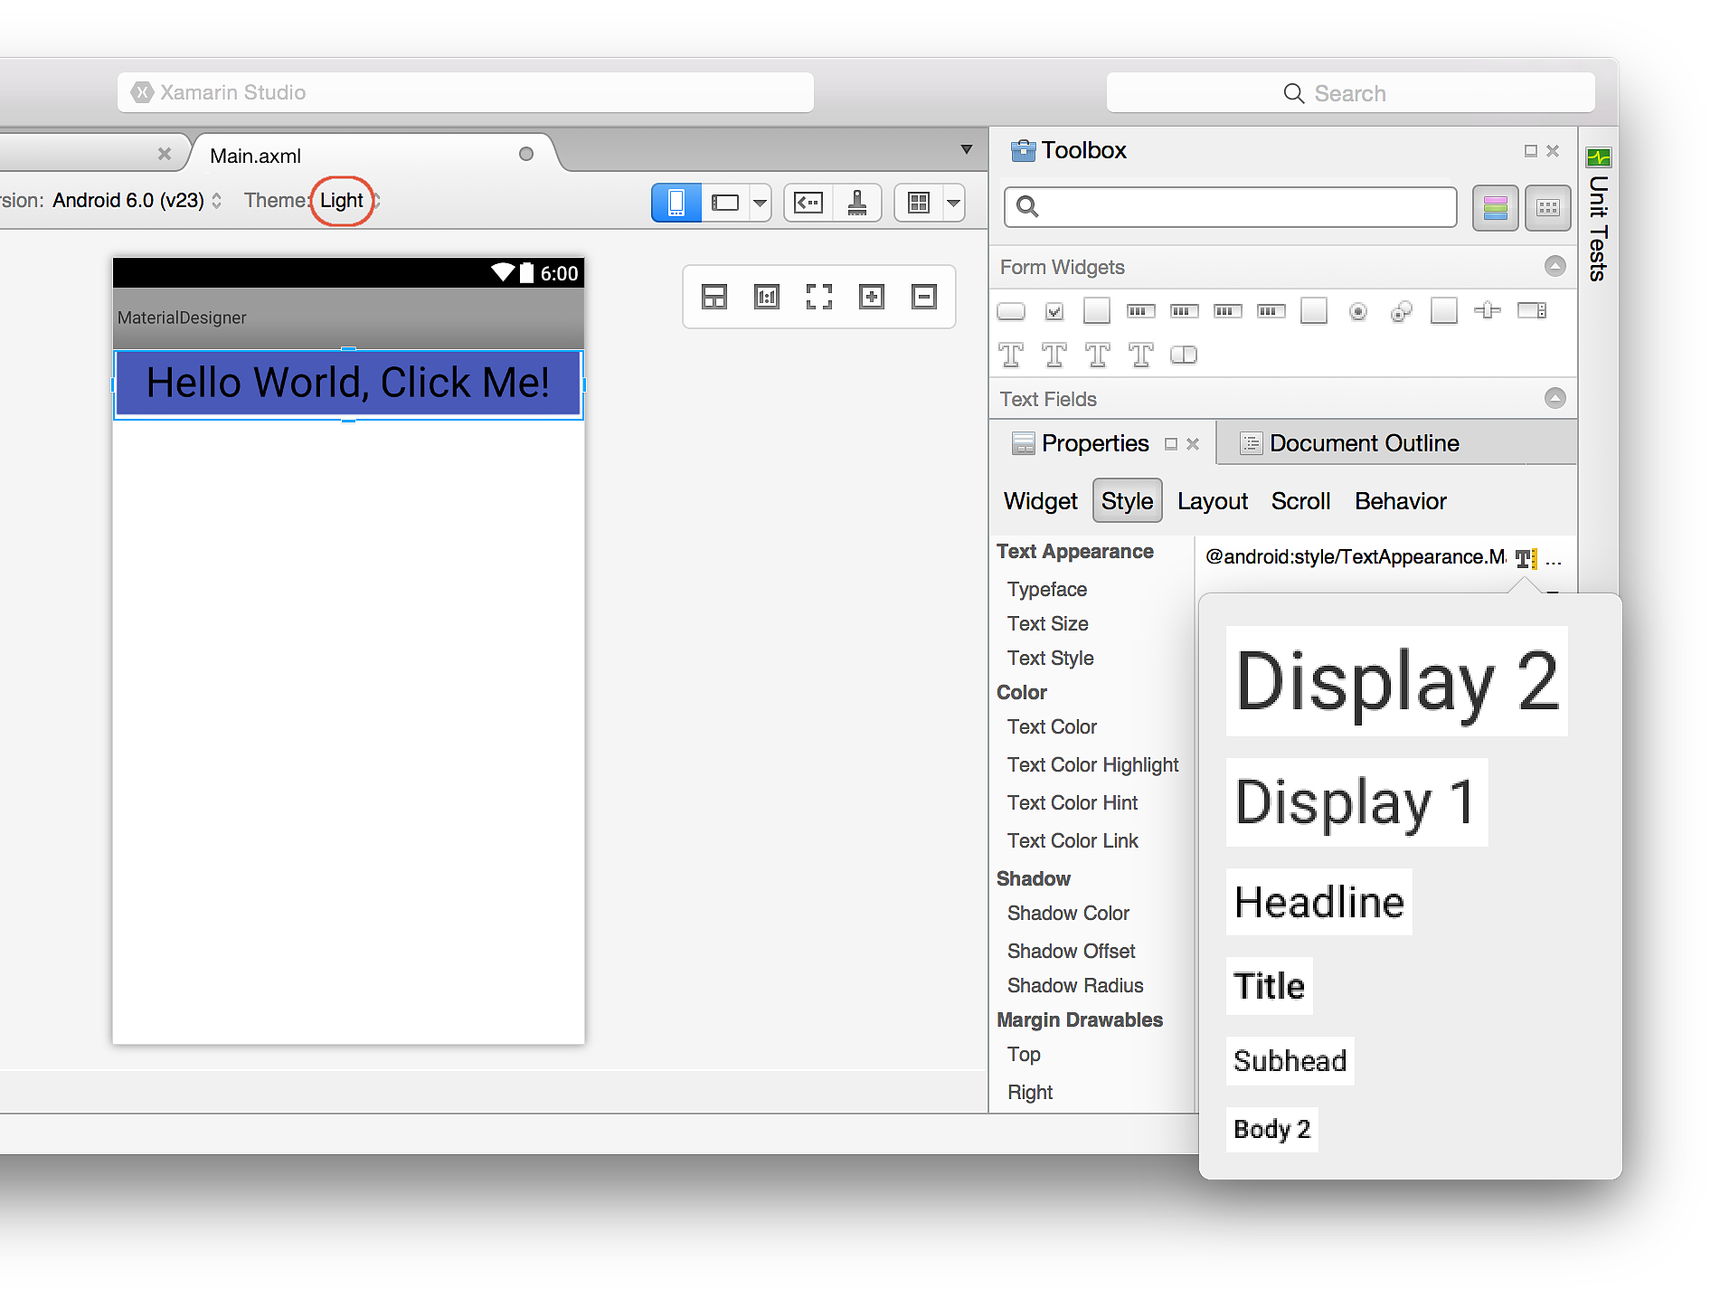 Xamarin Studio
Search
Main.axml
rsion: Android 6.0 (v23) Theme: Light
Toolbox
Unit Tests
Form Widgets
Text Fields
6:00
MaterialDesigner
Hello World, Click Me!
Properties
Document Outline
Widget Style Layout Scroll Behavior
Text Appearance
@android:style/TextAppearance.Ma ...
Typeface
Text Size
Text Style
Color
Text Color
Text Color Highlight
Text Color Hint
Text Color Link
Shadow
Shadow Color
Shadow Offset
Shadow Radius
Margin Drawables
Top
Right
Display 2
Display 1
Headline
Title
Subhead
Body 2